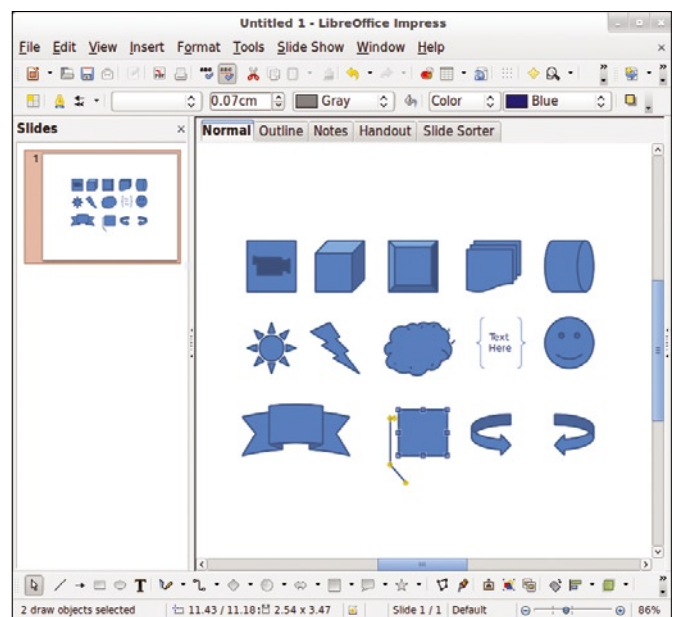 Untitled 1 - LibreOffice Impress
File Edit View Insert Format Tools Slide Show Window Help
0.07cm Gray Color Blue
Slides
Normal Outline Notes Handout Slide Sorter
1
Text
Here
2 draw objects selected 11.43 / 11.18 2.54 x 3.47 Slide 1 / 1 Default 86%